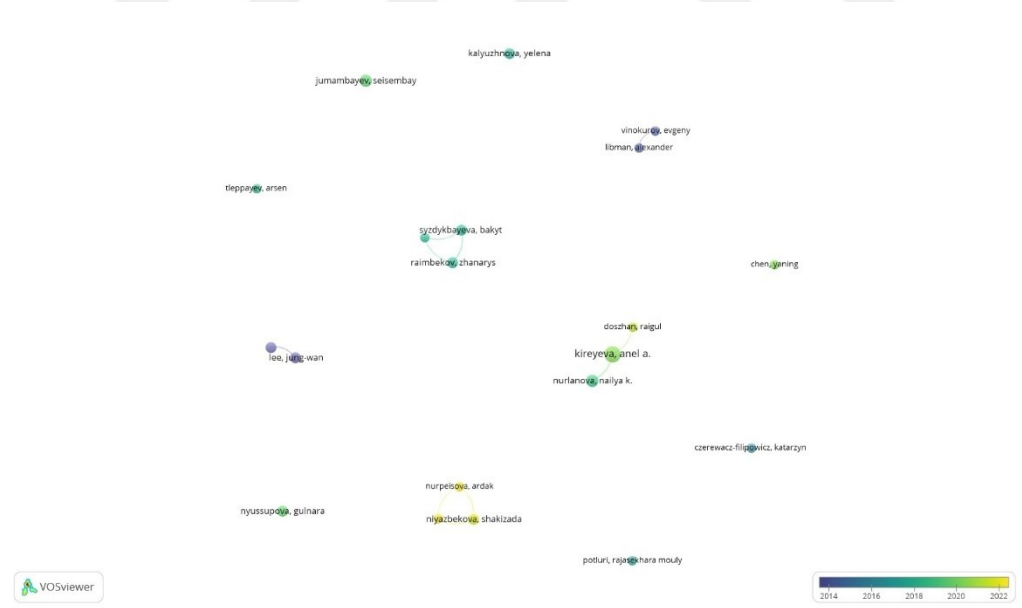 kalyuzhnova, yelena
jumambayev, seisembay
vinokurov, evgeny
libman, alexander
tleppayev, arsen
syzdykbayeva, bakyt
raimbekov, zhanarys
chen, yaning
doszhan, raigul
kireyeva, anel a.
lee, jung-wan
nurlanova, nailya k.
czerewacz-filipowicz, katarzyn
nurpeisova, ardak
nyussupova, gulnara
niyazbekova, shakizada
potluri, rajasekhara mouly
VOSviewer
2014 2016 2018 2020 2022